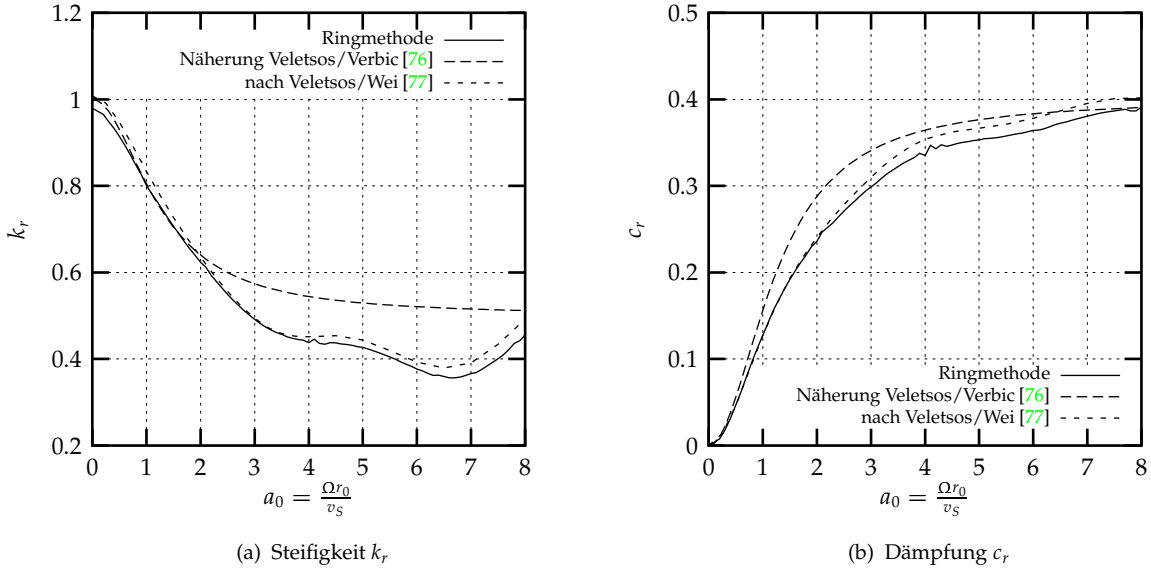 1.2
1
0.8
0.6
0.4
0.2
k_r
0 1 2 3 4 5 6 7 8
a_0 = Ωr_0/v_S
Ringmethode
Näherung Veletsos/Verbic [76]
nach Veletsos/Wei [77]
(a) Steifigkeit k_r
0.5
0.4
0.3
0.2
0.1
0
c_r
0 1 2 3 4 5 6 7 8
a_0 = Ωr_0/v_S
Ringmethode
Näherung Veletsos/Verbic [76]
nach Veletsos/Wei [77]
(b) Dämpfung c_r